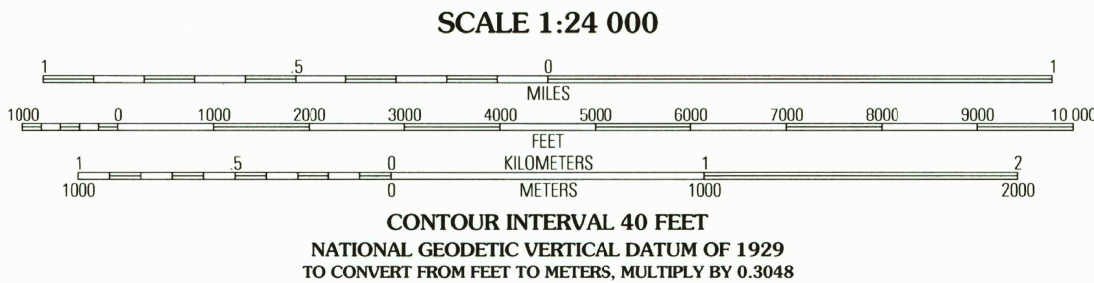 SCALE 1:24 000
1 .5 0 1
MILES
1000 0 1000 2000 3000 4000 5000 6000 7000 8000 9000 10 000
FEET
1 .5 0 KILOMETERS 1 2
1000 0 METERS 1000 2000
CONTOUR INTERVAL 40 FEET
NATIONAL GEODETIC VERTICAL DATUM OF 1929
TO CONVERT FROM FEET TO METERS, MULTIPLY BY 0.3048